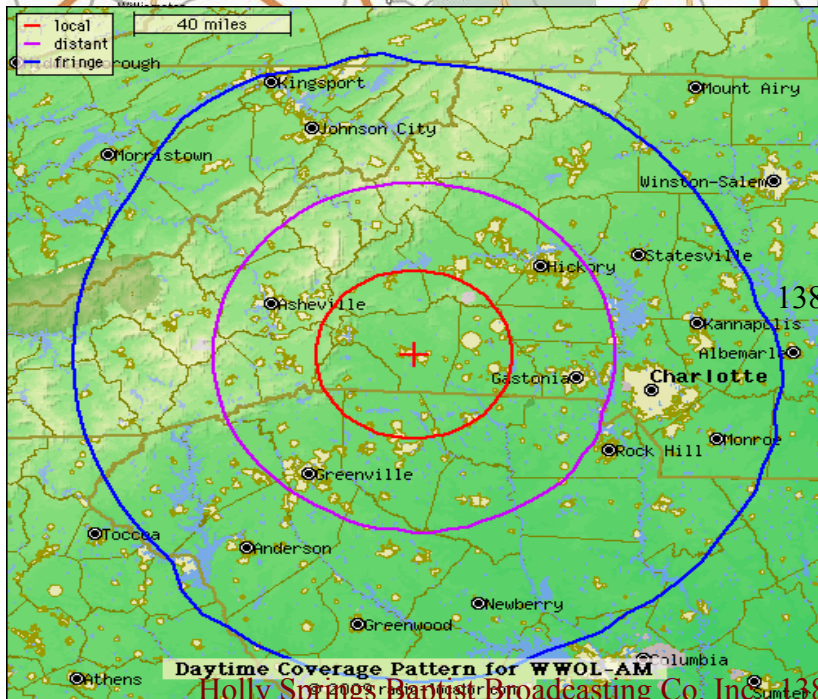 local
distant
fringe
40 miles
Kingsport
Mount Airy
Johnson City
Morristown
Winston-Salem
Statesville
Hickory
Asheville
138
Kannapolis
Albemarle
Charlotte
Gastonia
Monroe
Rock Hill
Greenville
Toccoa
Anderson
Newberry
Greenwood
Columbia
Daytime Coverage Pattern for WWOL-AM
Athens
Holly Springs Baptist Broadcasting Co. Inc.